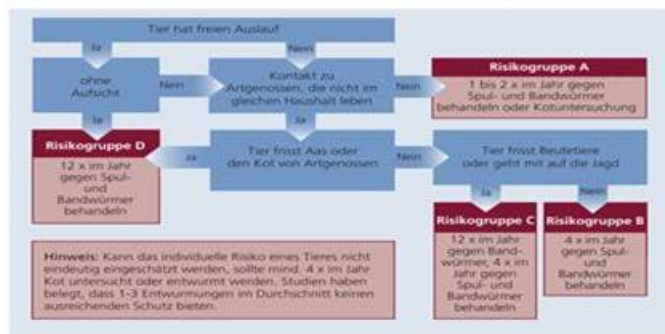 Tier hat freien Auslauf
Ja
Nein
ohne
Aufsicht
Nein
Kontakt zu
Artgenossen, die nicht im
gleichen Haushalt leben
Nein
Risikogruppe A
1 bis 2 x im Jahr gegen
Spul- und Bandwürmer
behandeln oder Kotuntersuchung
Ja
Ja
Risikogruppe D
12 x im Jahr
gegen Spul-
und
Bandwürmer
behandeln
Ja
Tier frisst Aas oder
den Kot von Artgenossen
Nein
Tier frisst Beutetiere
oder geht mit auf die Jagd
Ja
Nein
Risikogruppe C
12 x im Jahr
gegen Band-
würmer, 4 x
im Jahr
gegen Spul-
und
Bandwürmer
behandeln
Risikogruppe B
4 x im Jahr
gegen Spul-
und
Bandwürmer
behandeln
Hinweis: Kann das individuelle Risiko eines Tieres nicht
eindeutig eingeschätzt werden, sollte mind. 4 x im Jahr
Kot untersucht oder entwurmt werden. Studien haben
belegt, dass 1-3 Entwurmungen im Durchschnitt keinen
ausreichenden Schutz bieten.